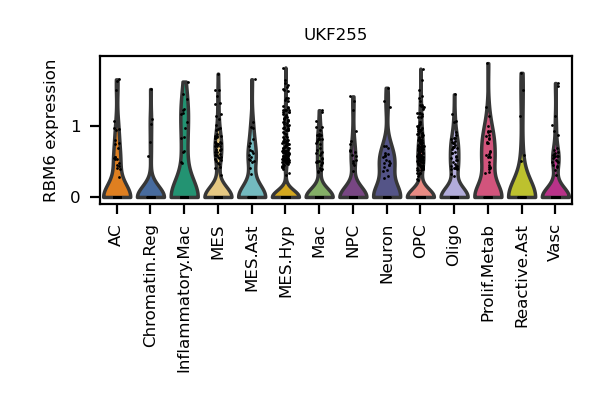 UKF255
RBM6 expression
1
0
AC
Chromatin.Reg
Inflammatory.Mac
MES
MES.Ast
MES.Hyp
Mac
NPC
Neuron
OPC
Oligo
Prolif.Metab
Reactive.Ast
Vasc